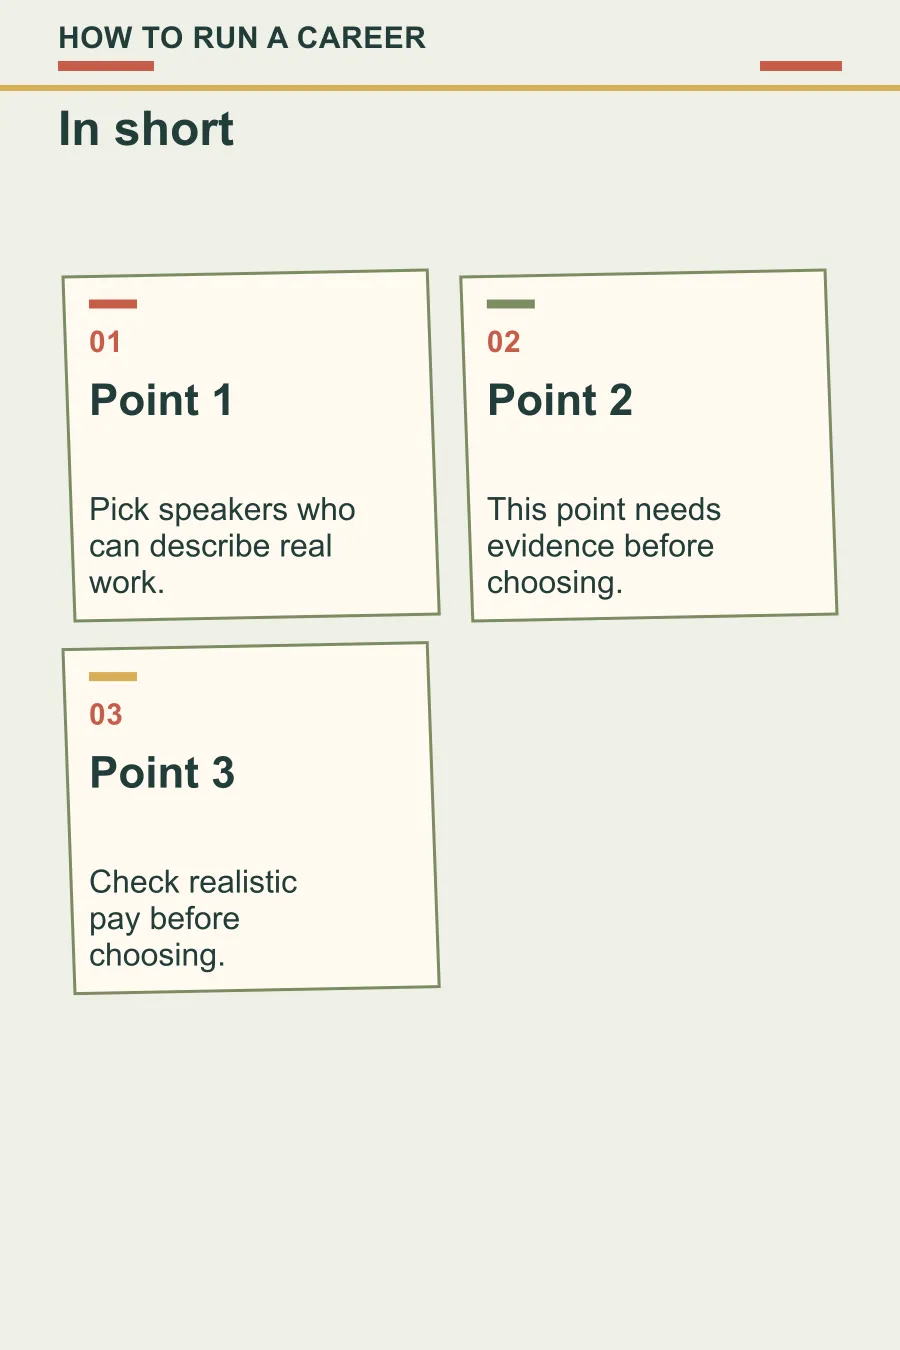 HOW TO RUN A CAREER
In short
01
Point 1
Pick speakers who
can describe real
work.
02
Point 2
This point needs
evidence before
choosing.
03
Point 3
Check realistic
pay before
choosing.